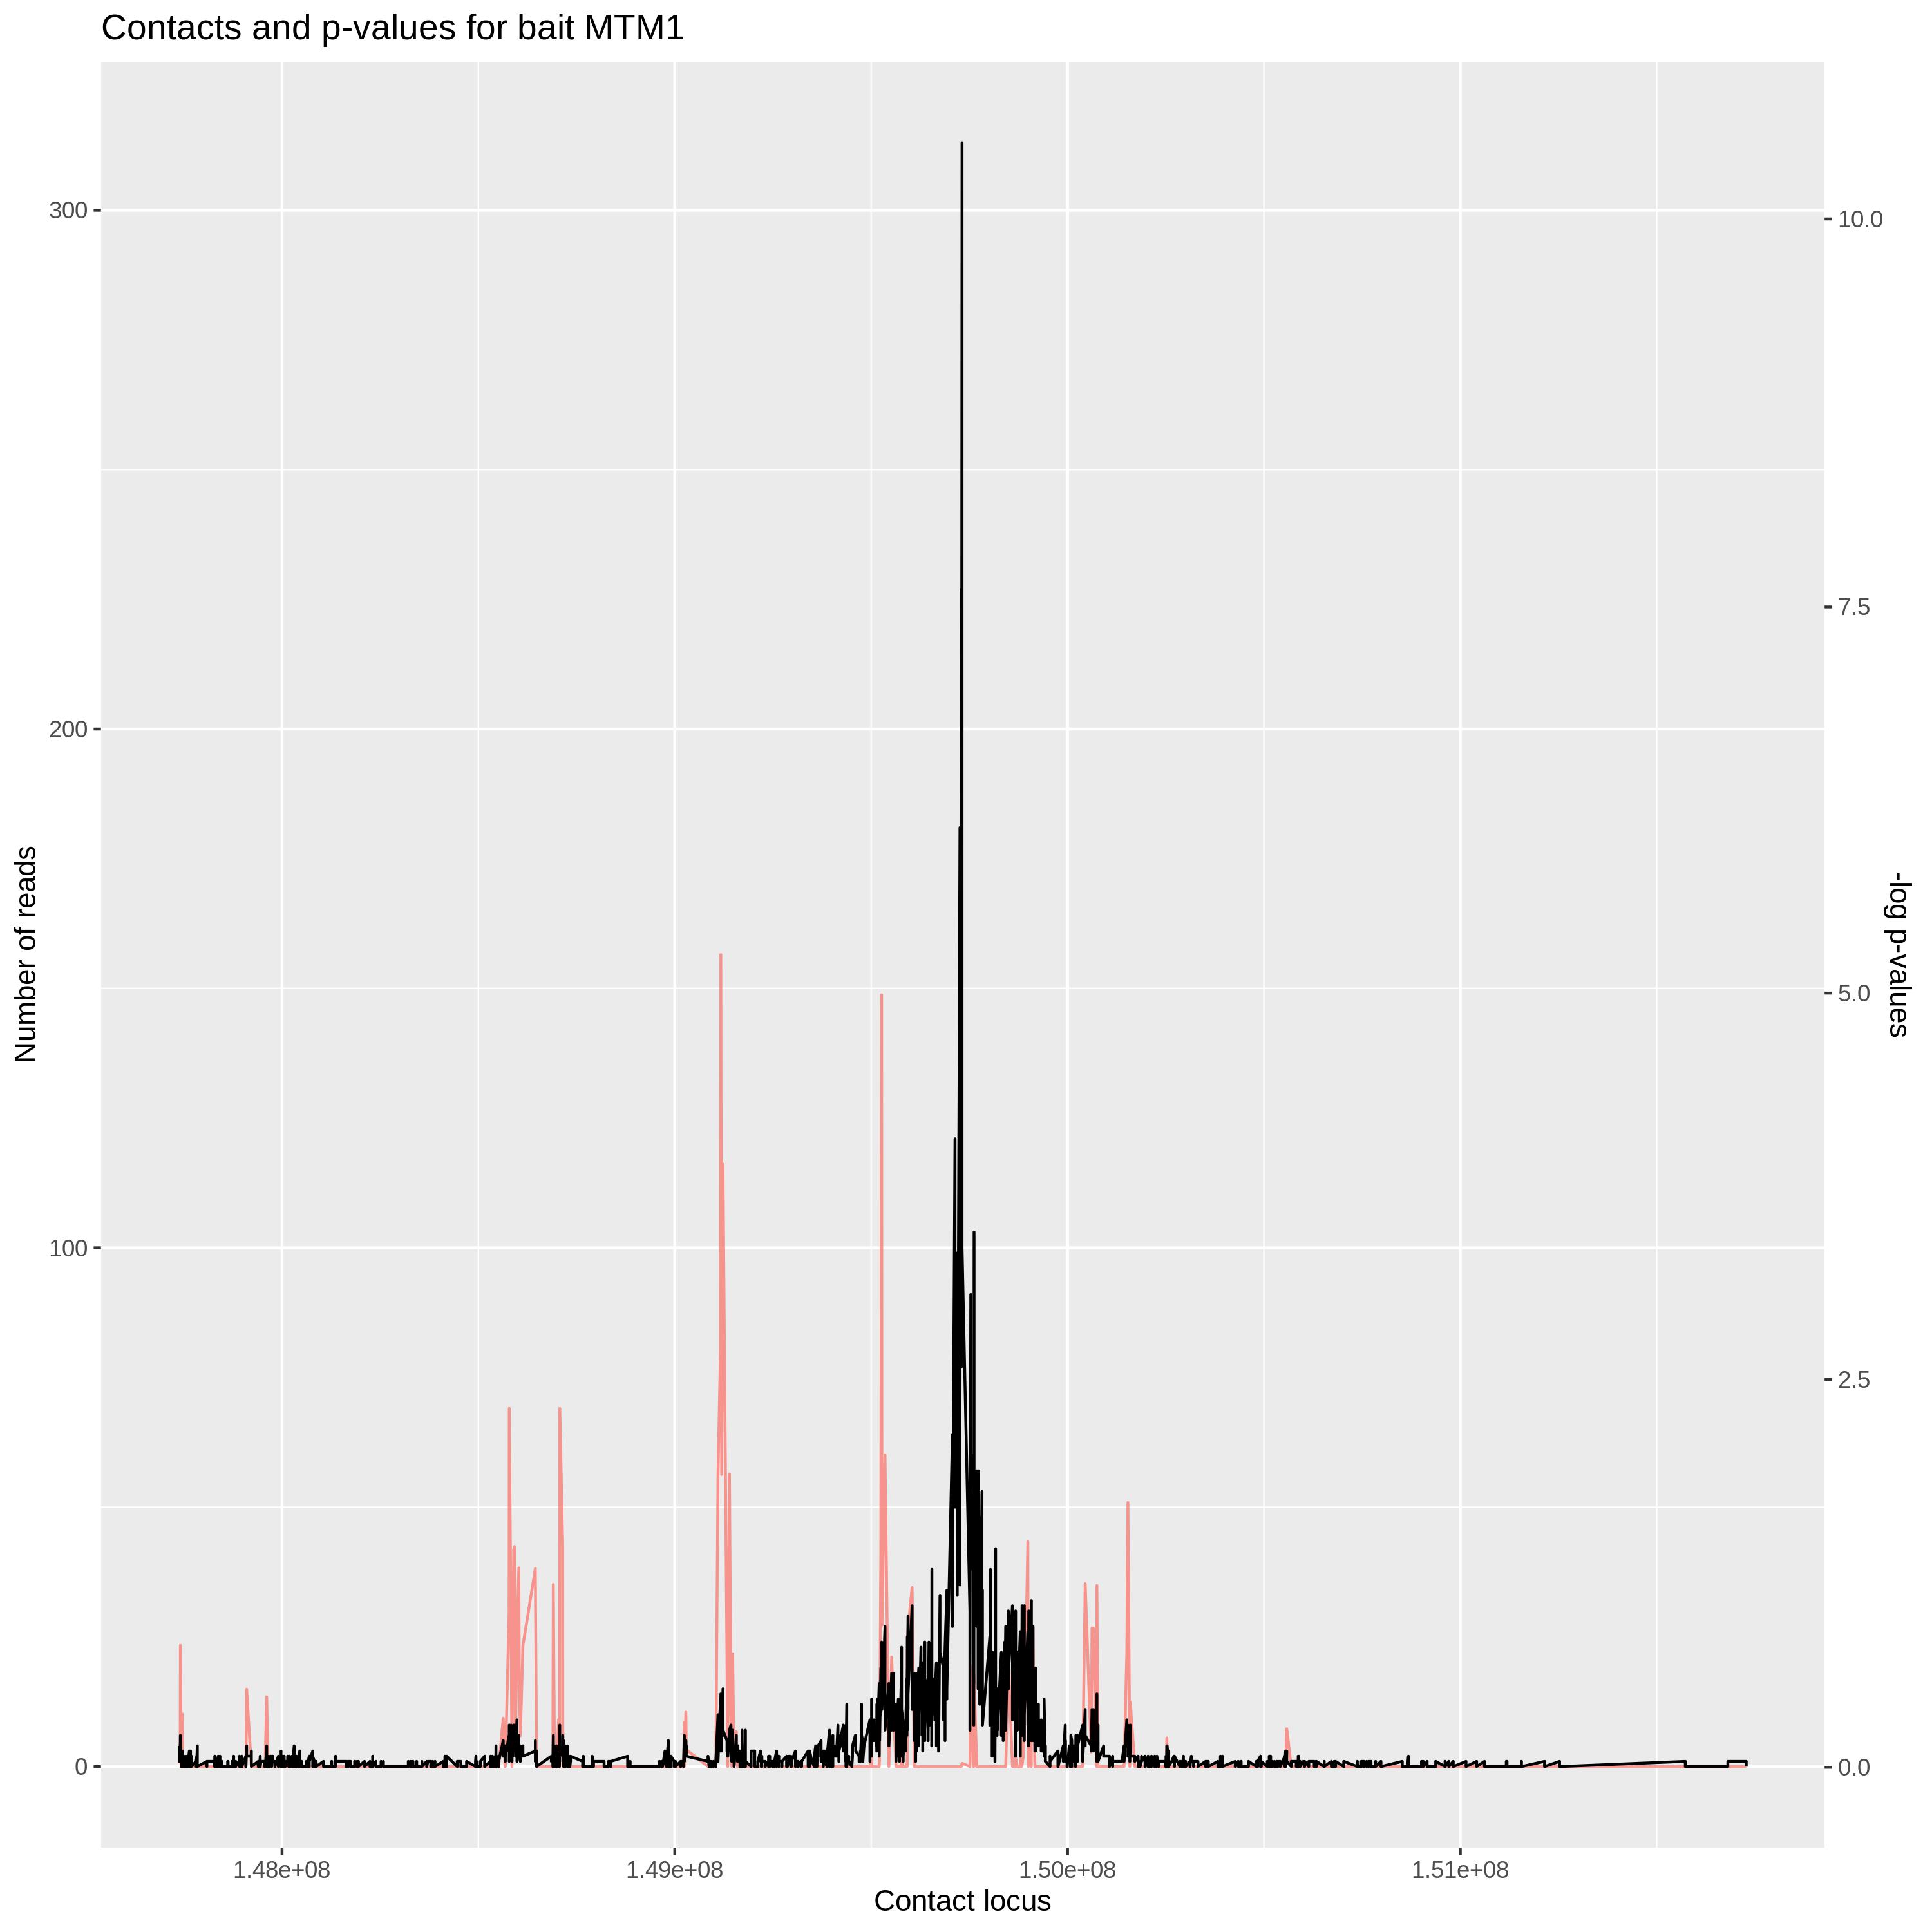 Contacts and p-values for bait MTM1
300
200
100
0
Number of reads
10.0
7.5
5.0
2.5
0.0
-log p-values
1.48e+08
1.49e+08
1.50e+08
1.51e+08
Contact locus